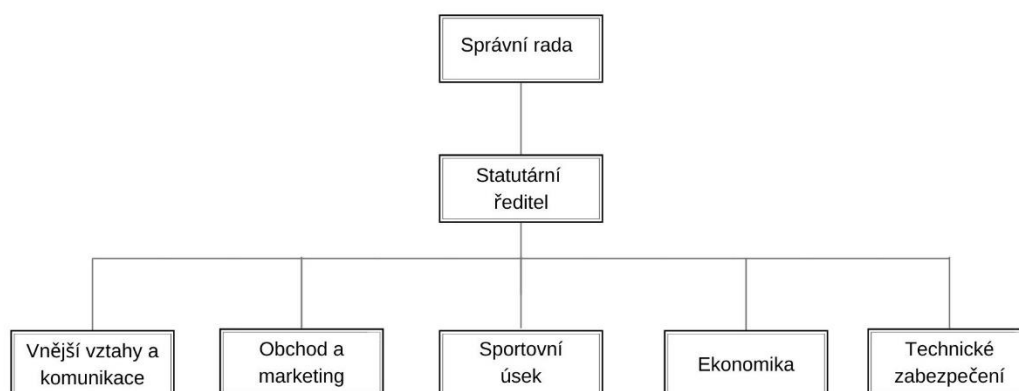 Správní rada
Statutární
ředitel
Vnější vztahy a
komunikace
Obchod a
marketing
Sportovní
úsek
Ekonomika
Technické
zabezpečení